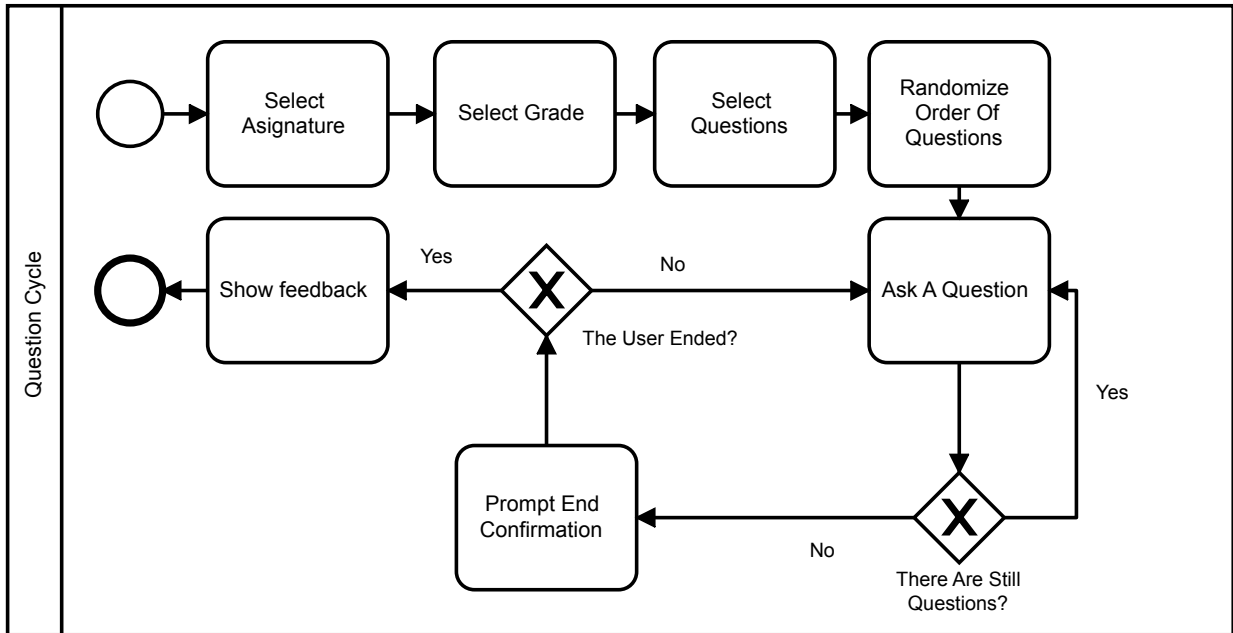 Question Cycle
Select
Asignature
Select Grade
Select
Questions
Randomize
Order Of
Questions
Show feedback
Yes
X
No
The User Ended?
Ask A Question
Yes
Prompt End
Confirmation
No
X
There Are Still
Questions?